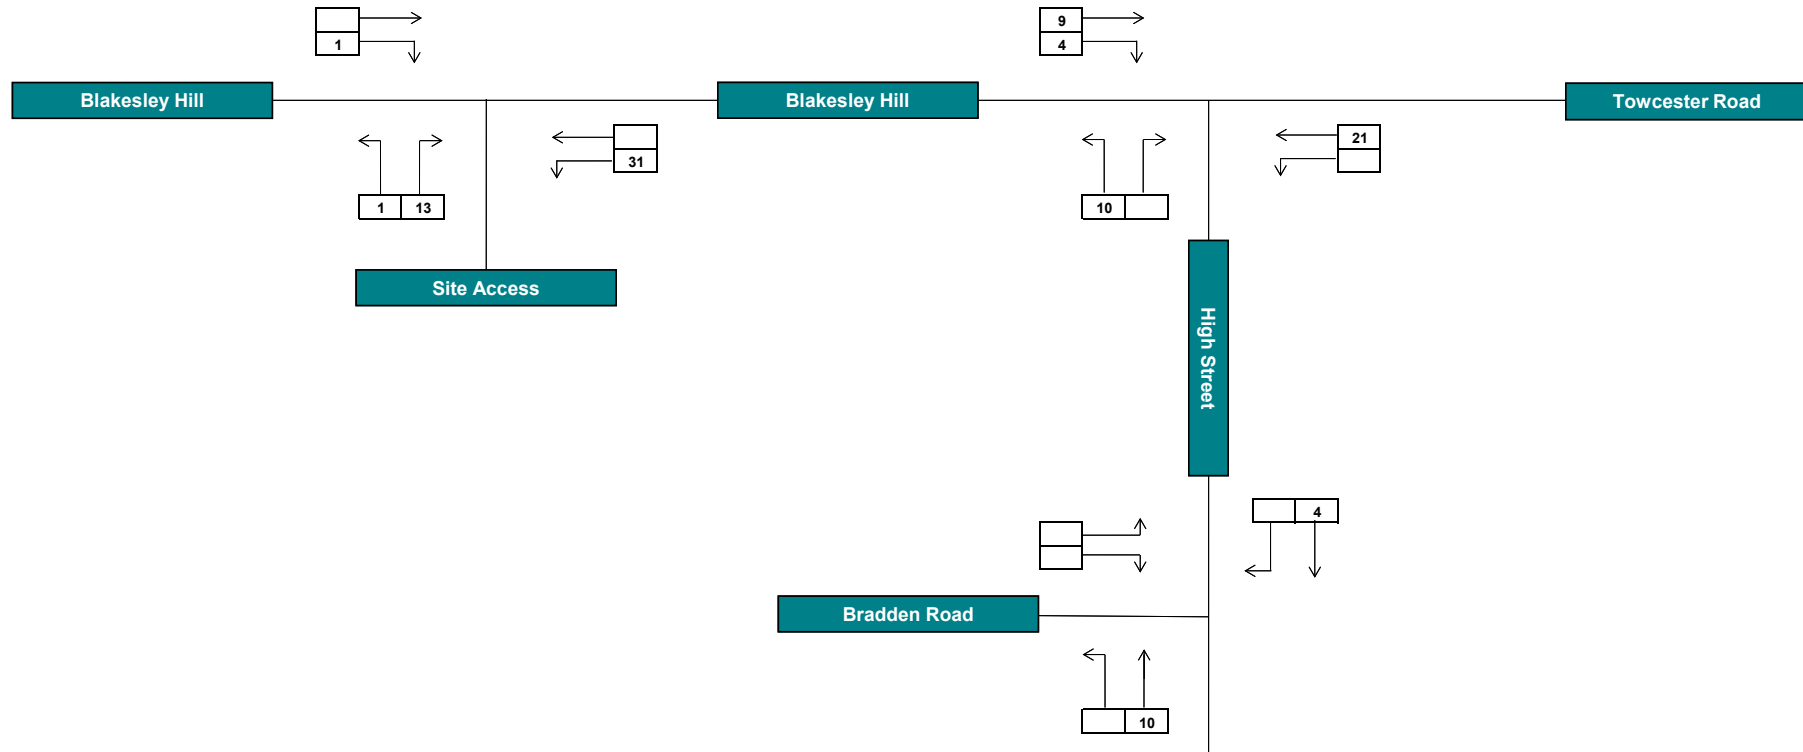 9
1
4
Blakesley Hill
Blakesley Hill
Towcester Road
21
31
1 13
10
Site Access
High Street
4
Bradden Road
10